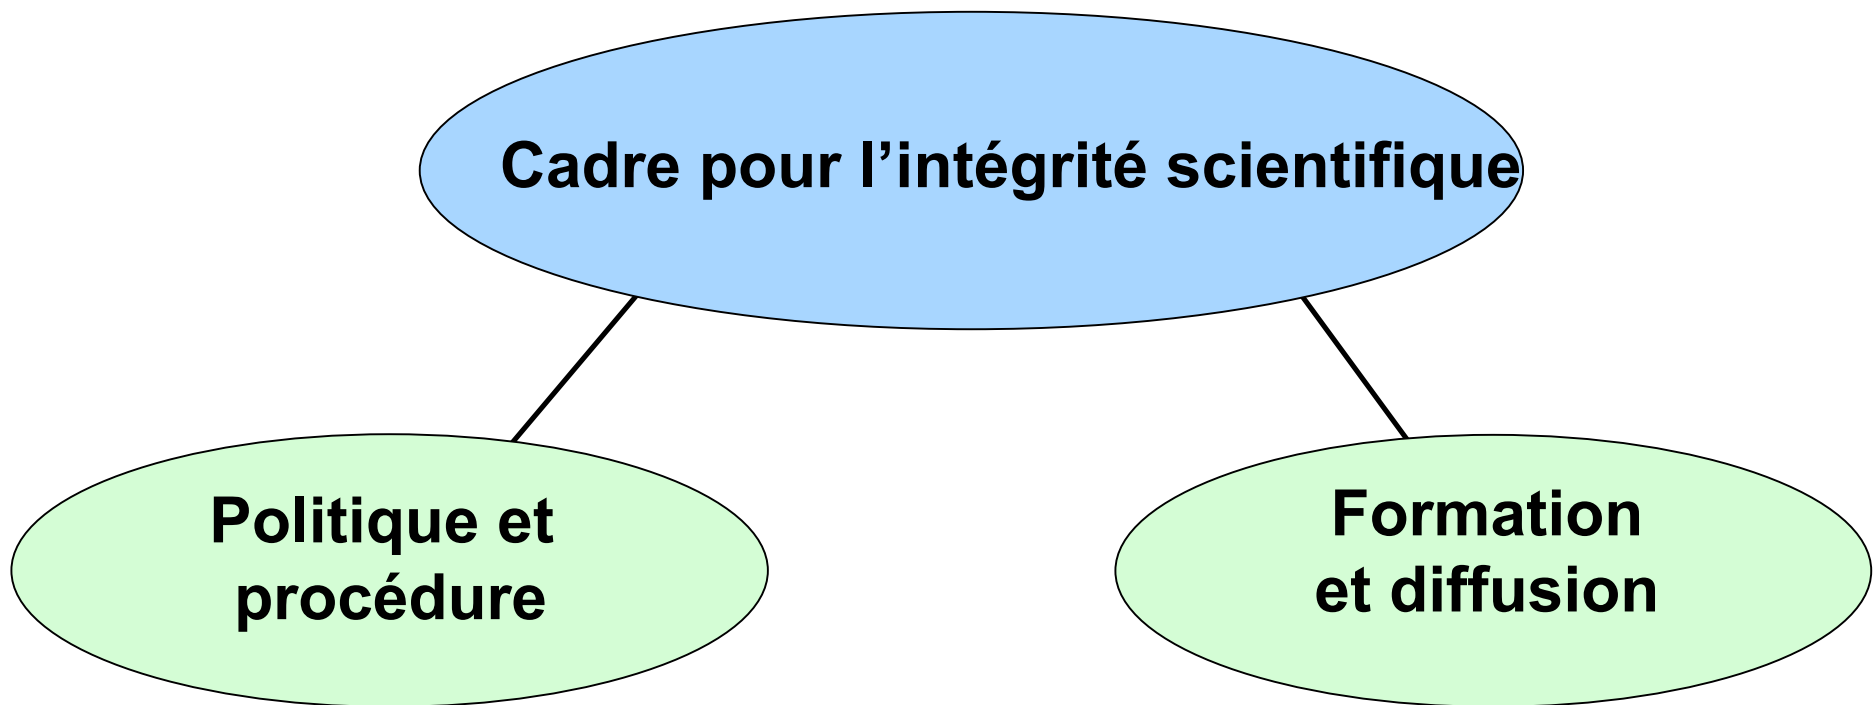 Cadre pour l’intégrité scientifique
Politique et
procédure
Formation
et diffusion